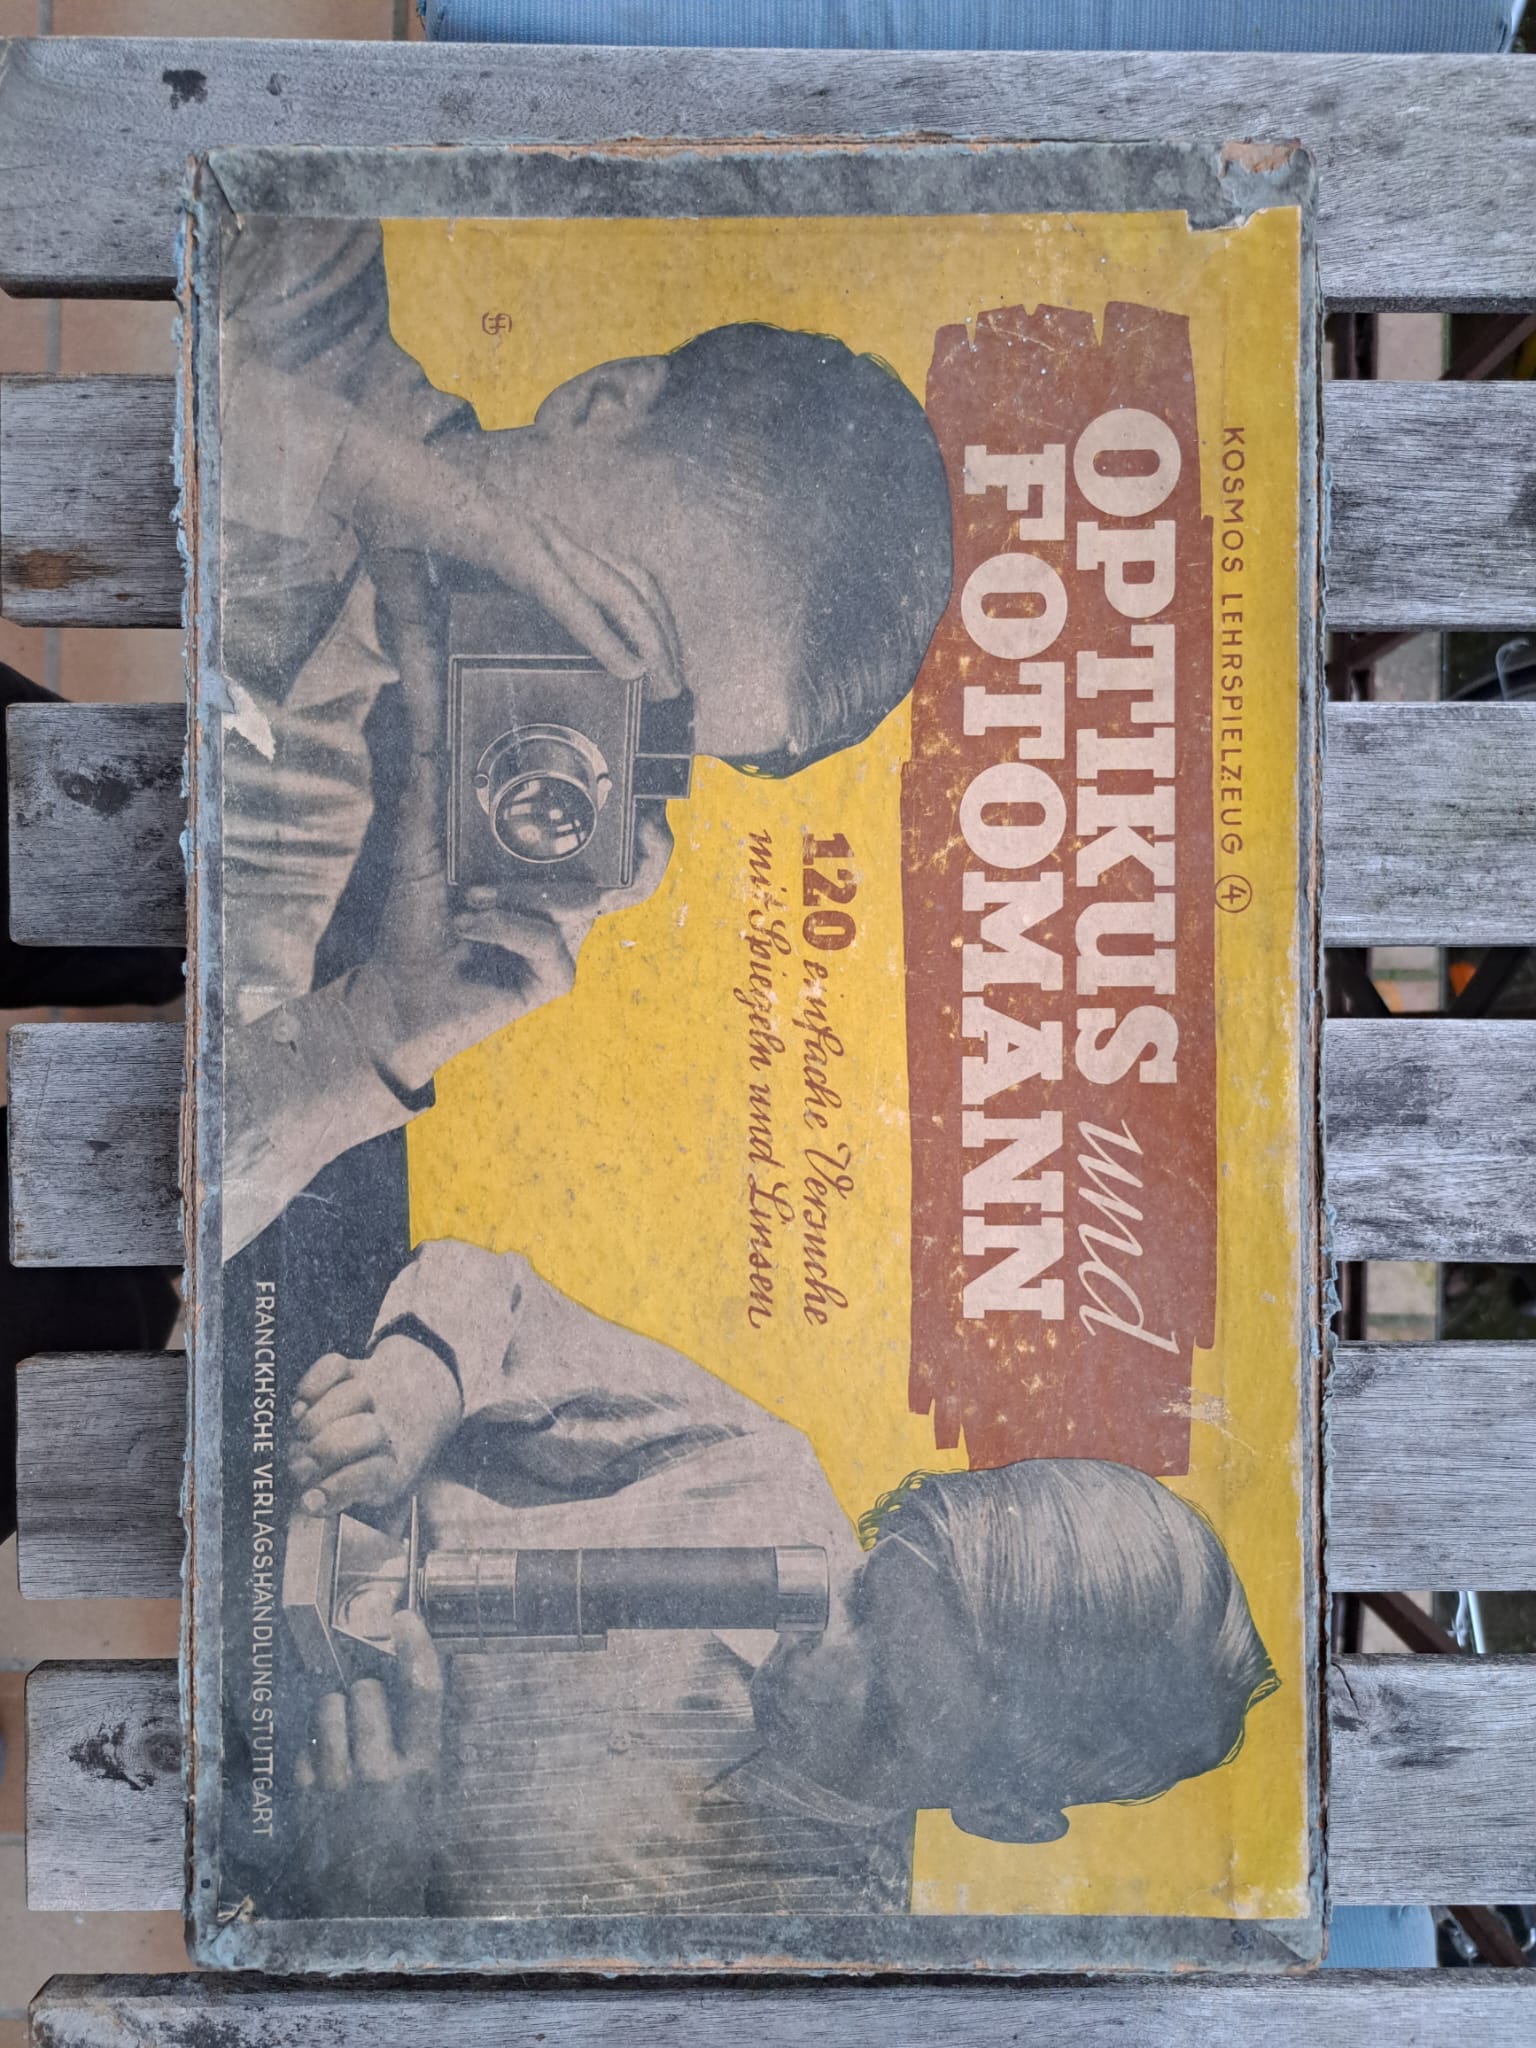 KOSMOS LEHRSPIELZEUG 4
OPTIKUS und
FOTOMANN
120 einfache Versuche
mit Spiegeln und Linsen
FRANCKH'SCHE VERLAGSHANDLUNG STUTTGART